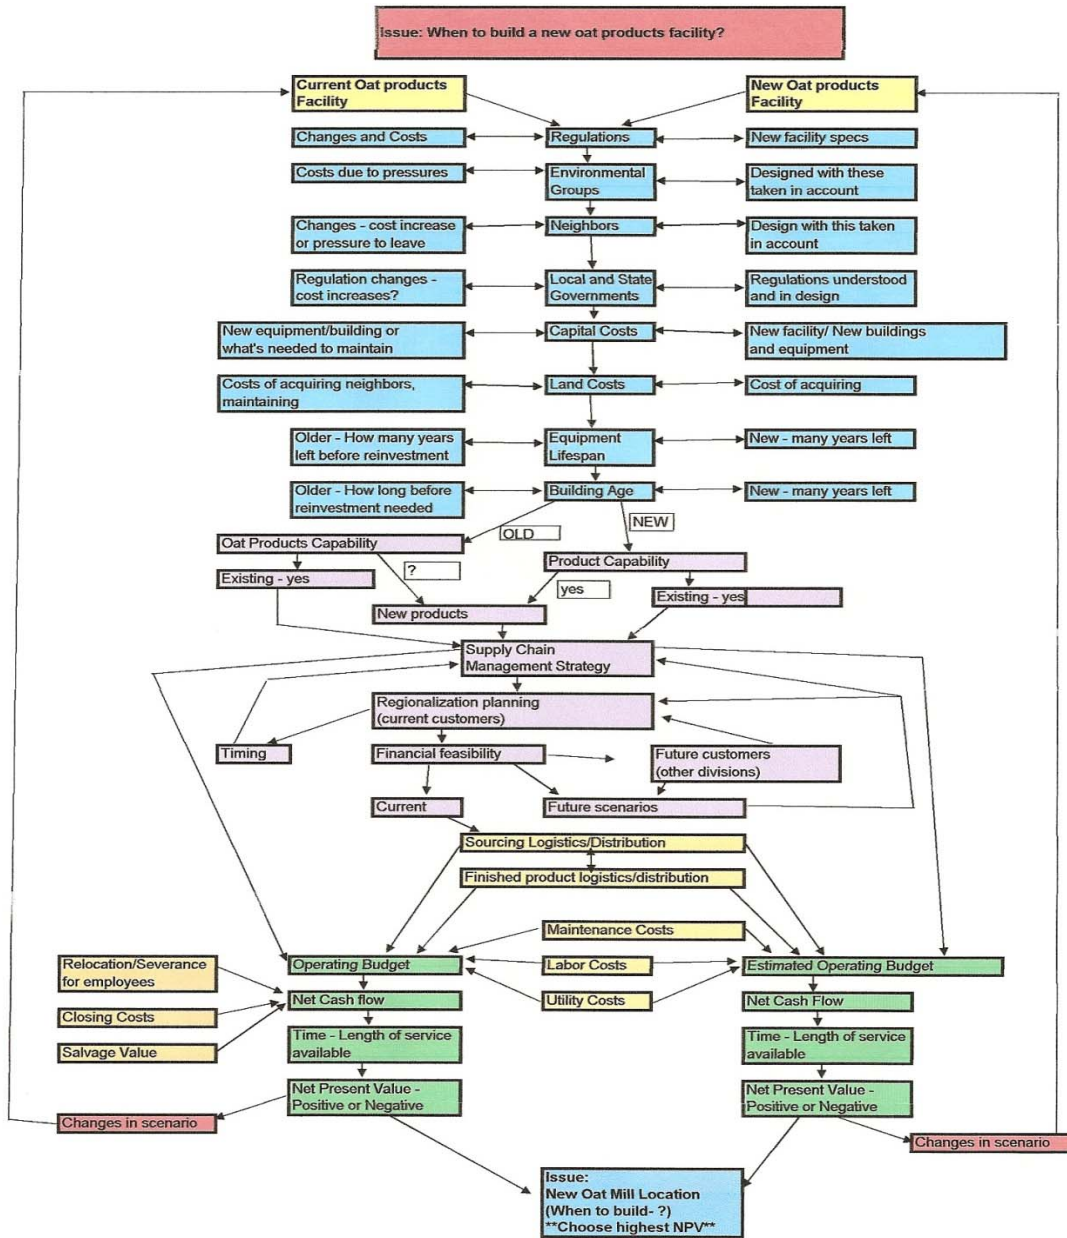 Issue: When to build a new oat products facility?
Current Oat products
Facility
New Oat products
Facility
Changes and Costs
Regulations
New facility specs
Costs due to pressures
Environmental
Groups
Designed with these
taken in account
Changes - cost increase
or pressure to leave
Neighbors
Design with this taken
in account
Regulation changes -
cost increases?
Local and State
Governments
Regulations understood
and in design
New equipment/building or
what's needed to maintain
Capital Costs
New facility/ New buildings
and equipment
Costs of acquiring neighbors,
maintaining
Land Costs
Cost of acquiring
Older - How many years
left before reinvestment
Equipment
Lifespan
New - many years left
Older - How long before
reinvestment needed
Building Age
New - many years left
OLD
NEW
Oat Products Capability
Product Capability
Existing - yes
?
yes
Existing - yes
New products
Supply Chain
Management Strategy
Regionalization planning
(current customers)
Timing
Financial feasibility
Future customers
(other divisions)
Current
Future scenarios
Sourcing Logistics/Distribution
Finished product logistics/distribution
Maintenance Costs
Relocation/Severance
for employees
Operating Budget
Labor Costs
Estimated Operating Budget
Closing Costs
Net Cash flow
Utility Costs
Net Cash Flow
Salvage Value
Time - Length of service
available
Time - Length of service
available
Net Present Value -
Positive or Negative
Net Present Value -
Positive or Negative
Changes in scenario
Changes in scenario
Issue:
New Oat Mill Location
(When to build- ?)
**Choose highest NPV**